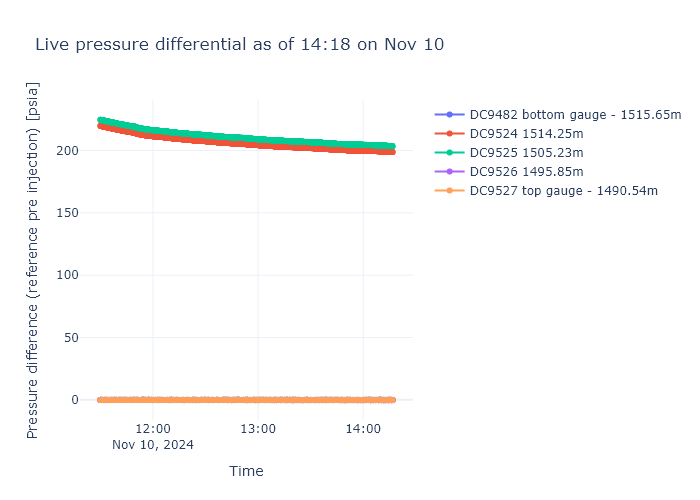 Live pressure differential as of 14:18 on Nov 10
Pressure difference (reference pre injection) [psia]
200
150
100
50
0
12:00
Nov 10, 2024
13:00
14:00
Time
DC9482 bottom gauge - 1515.65m
DC9524 1514.25m
DC9525 1505.23m
DC9526 1495.85m
DC9527 top gauge - 1490.54m